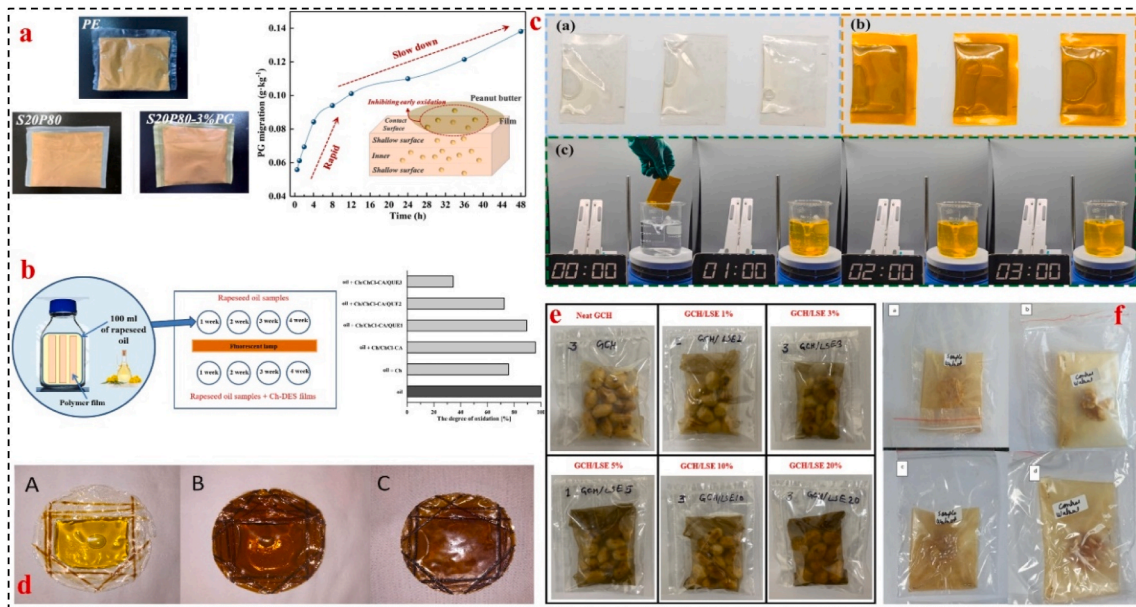 a
PE
S20P80
S20P80-3%PG
PG migration (g·kg⁻¹)
0.14
0.12
0.10
0.08
0.06
0.04
0 4 8 12 16 20 24 28 32 36 40 44 48
Time (h)
Rapid
Slow down
Inhibiting early oxidation
Peanut butter
Film
Contact
Surface
Shallow surface
Inner
Shallow surface
b
100 ml
of rapeseed
oil
Polymer film
Rapeseed oil samples
1 week 2 week 3 week 4 week
Fluorescent lamp
1 week 2 week 3 week 4 week
Rapeseed oil samples + Ch-DES films
oil + Ch/ChCl-CA/QUE3
oil + Ch/ChCl-CA/QUE2
oil + Ch/ChCl-CA/QUE1
oil + Ch/ChCl-CA
oil + Ch
oil
0 20 40 60 80 100
The degree of oxidation [%]
c
(a)
(b)
(c)
00:00
01:00
02:00
03:00
d
A
B
C
e
Neat GCH
GCH/LSE 1%
GCH/LSE 3%
3 GCH
GCH/LSE1
3 GCH/LSE3
GCH/LSE 5%
GCH/LSE 10%
GCH/LSE 20%
1 GCH/LSE5
3 GCH/LSE10
3 GCH/LSE20
f
a
b
Walnut
Control
Walnut
c
d
Walnut
Control
Walnut